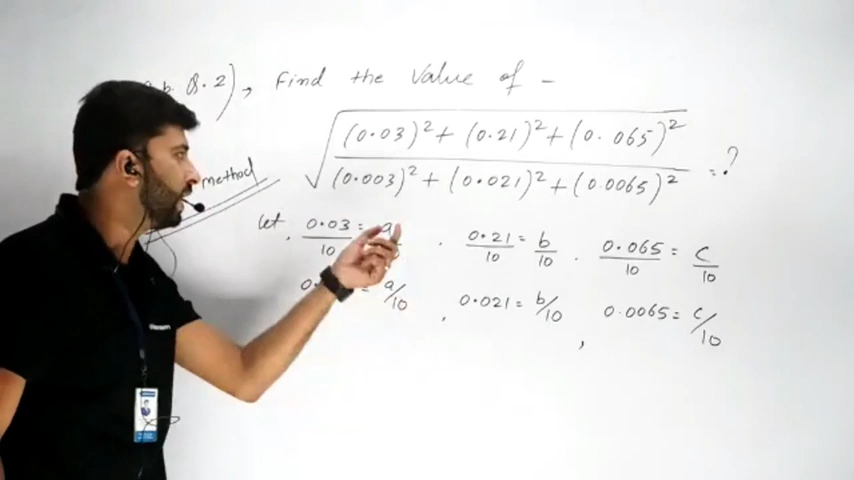 Q. 2), Find the Value of -
√ (0.03)² + (0.21)² + (0.065)² / (0.003)² + (0.021)² + (0.0065)² = ?
method
let, 0.03/10 = a . 0.21/10 = b/10 . 0.065/10 = c/10
= a/10 , 0.021 = b/10 , 0.0065 = c/10